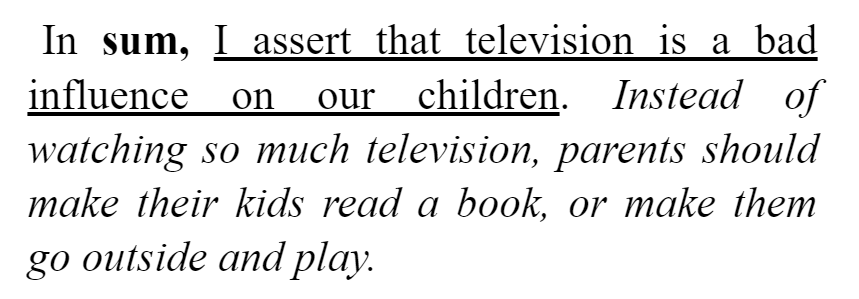 In sum, I assert that television is a bad
influence on our children. Instead of
watching so much television, parents should
make their kids read a book, or make them
go outside and play.